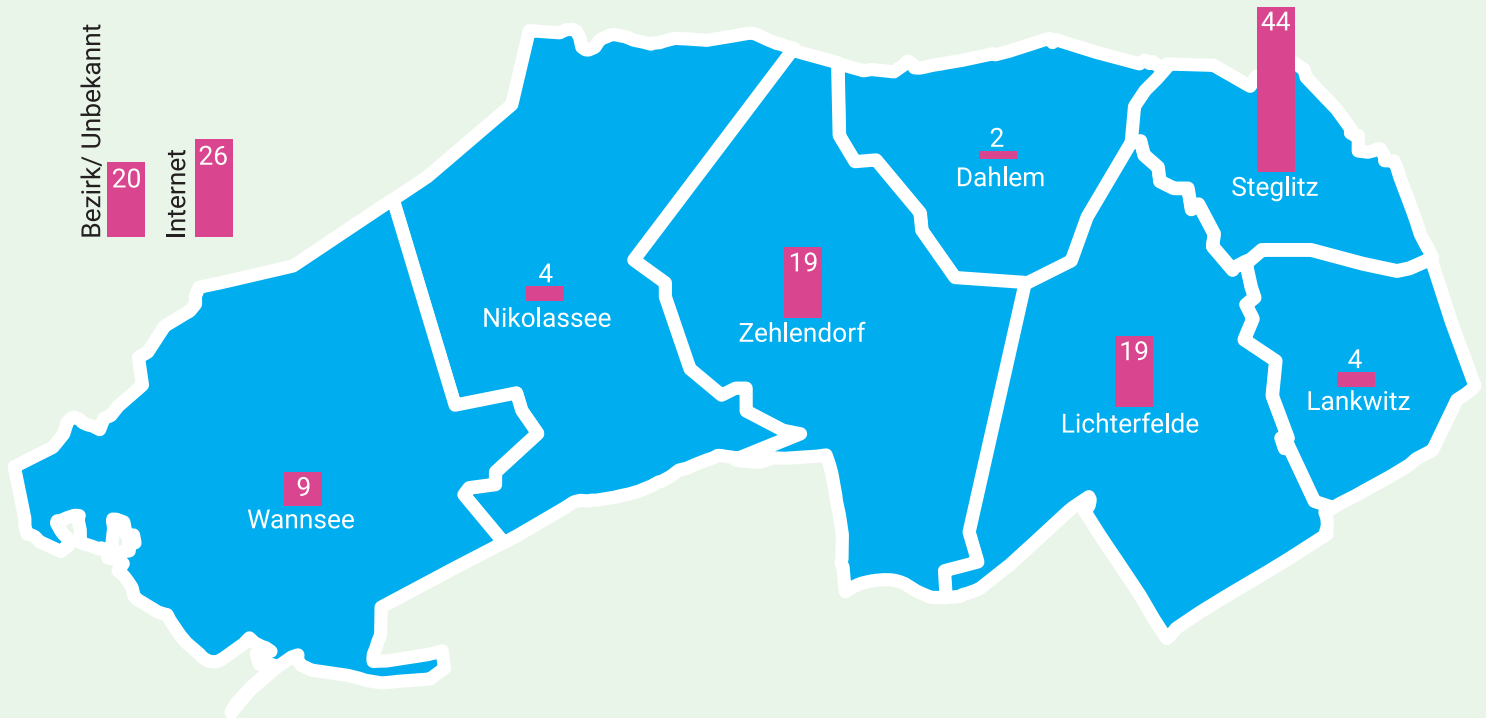 Bezirk/ Unbekannt
20
Internet
26
44
Steglitz
2
Dahlem
19
Zehlendorf
4
Nikolassee
19
Lichterfelde
4
Lankwitz
9
Wannsee